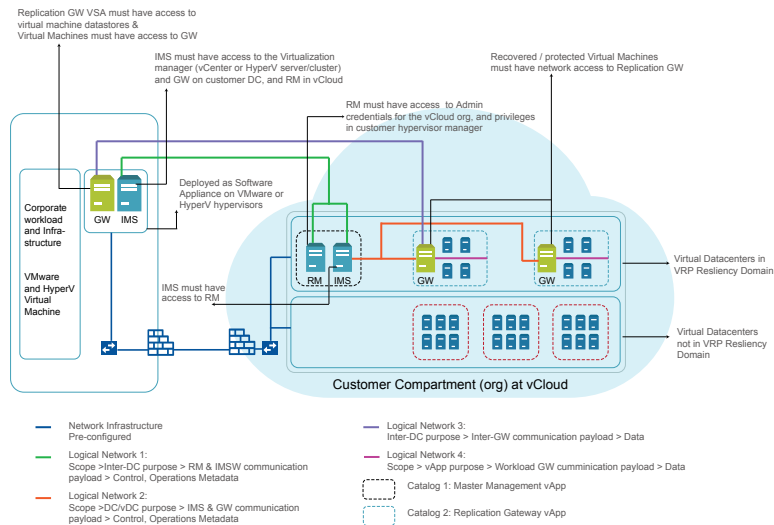 Replication GW VSA must have access to
virtual machine datastores &
Virtual Machines must have access to GW
IMS must have access to the Virtualization
manager (vCenter or HyperV server/cluster)
and GW on customer DC, and RM in vCloud
Recovered / protected Virtual Machines
must have network access to Replication GW
RM must have access to Admin
credentials for the vCloud org, and privileges
in customer hypervisor manager
Deployed as Software
Appliance on VMware or
HyperV hypervisors
GW
IMS
Corporate
workload
and Infra-
structure
VMware
and HyperV
Virtual
Machine
RM
IMS
GW
GW
IMS must have
access to RM
Virtual Datacenters in
VRP Resliency Domain
Virtual Datacenters
not in VRP Resliency
Domain
Customer Compartment (org) at vCloud
Network Infrastructure
Pre-configured
Logical Network 1:
Scope >Inter-DC purpose > RM & IMSW communication
payload > Control, Operations Metadata
Logical Network 2:
Scope >DC/vDC purpose > IMS & GW communication
payload > Control, Operations Metadata
Logical Network 3:
Inter-DC purpose > Inter-GW communication payload > Data
Logical Network 4:
Scope > vApp purpose > Workload GW cumminication payload > Data
Catalog 1: Master Management vApp
Catalog 2: Replication Gateway vApp